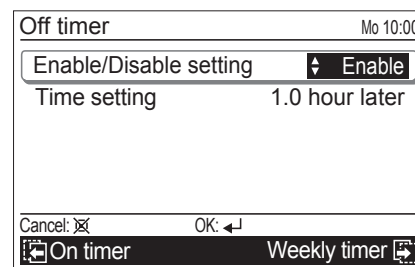 Off timer Mo 10:00
Enable/Disable setting Enable
Time setting 1.0 hour later
Cancel: OK:
On timer Weekly timer